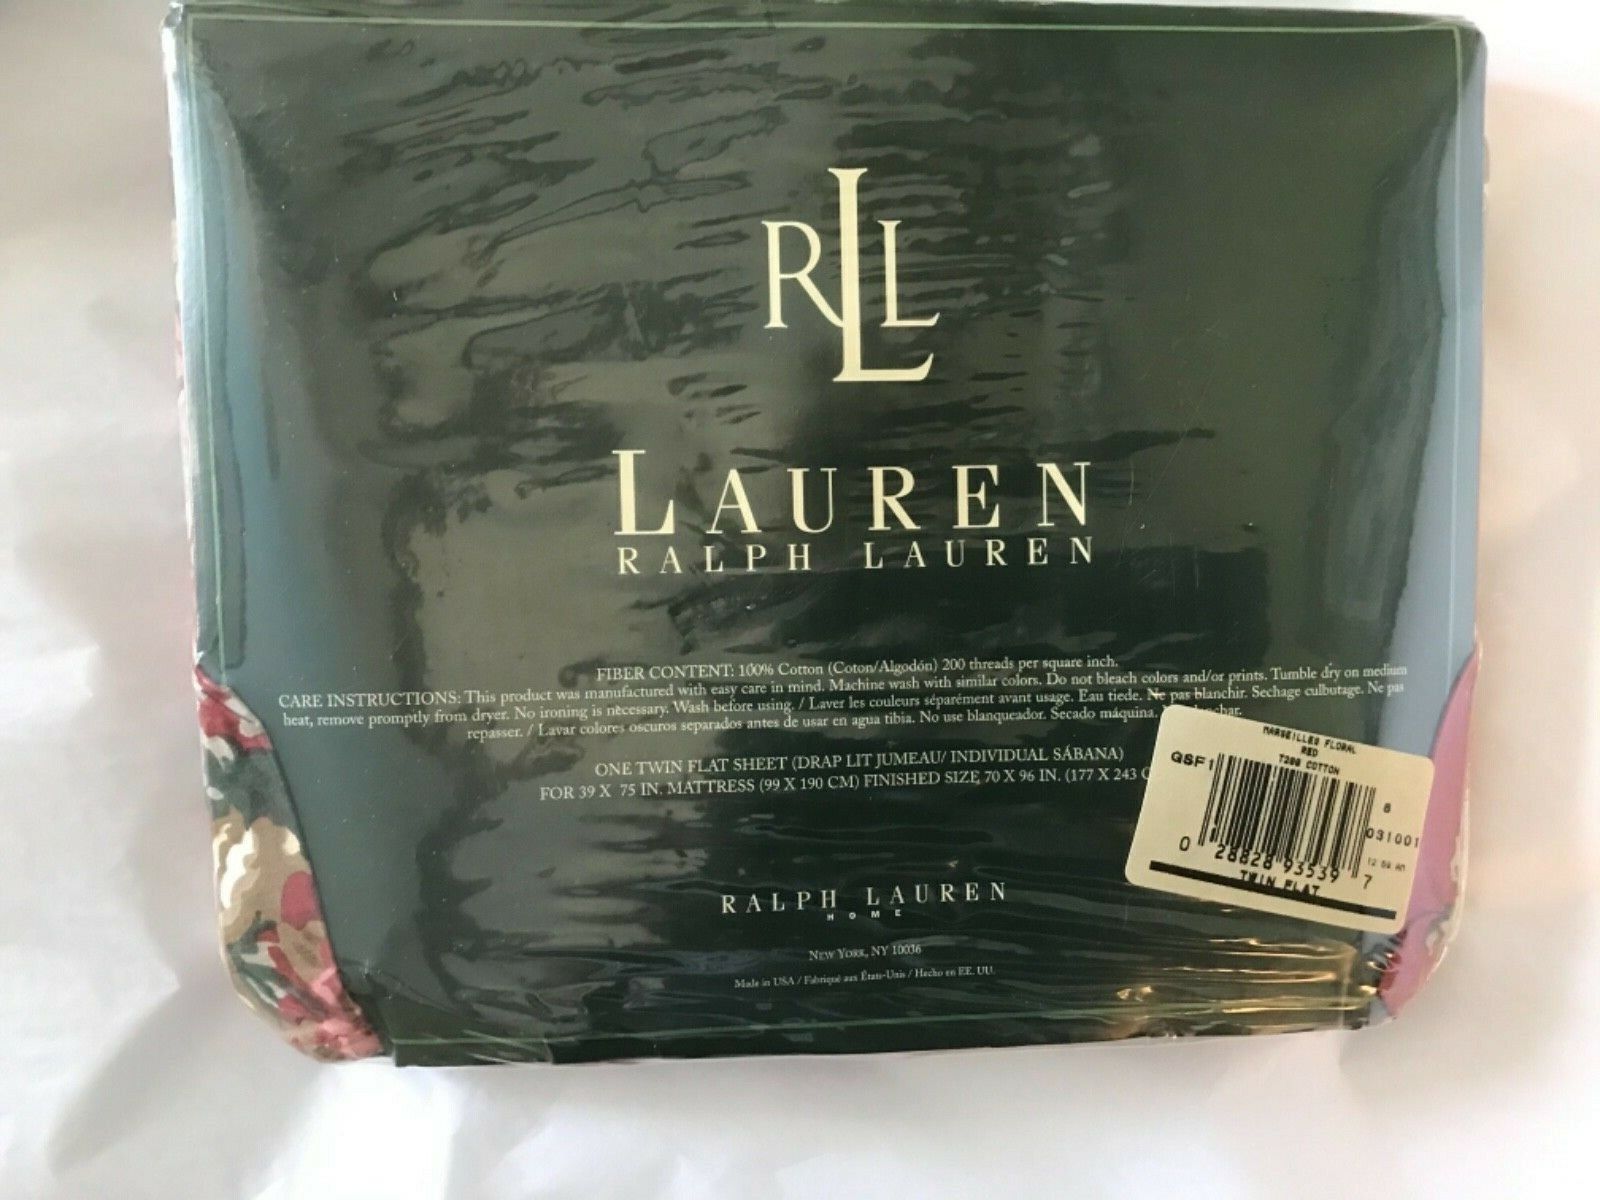 RLL
LAUREN
RALPH LAUREN
FIBER CONTENT: 100% Cotton (Coton/Algodón) 200 threads per square inch.
CARE INSTRUCTIONS: This product was manufactured with easy care in mind. Machine wash with similar colors. Do not bleach colors and/or prints. Tumble dry on medium
heat, remove promptly from dryer. No ironing is necessary. Wash before using. / Laver les couleurs séparément avant usage. Eau tiede. Ne pas blanchir. Sechage culbutage. Ne pas
repasser. / Lavar colores oscuros separados antes de usar en agua tibia. No use blanqueador. Secado máquina.
ONE TWIN FLAT SHEET (DRAP LIT JUMEAU/ INDIVIDUAL SÁBANA)
FOR 39 X 75 IN. MATTRESS (99 X 190 CM) FINISHED SIZE 70 X 96 IN. (177 X 243
MARSEILLES FLORAL
RED
T200 COTTON
GSF1
8
031001
0 28828 93539 7
TWIN FLAT
RALPH LAUREN
HOME
NEW YORK, NY 10036
Made in USA / Fabriqué aux États-Unis / Hecho en EE. UU.